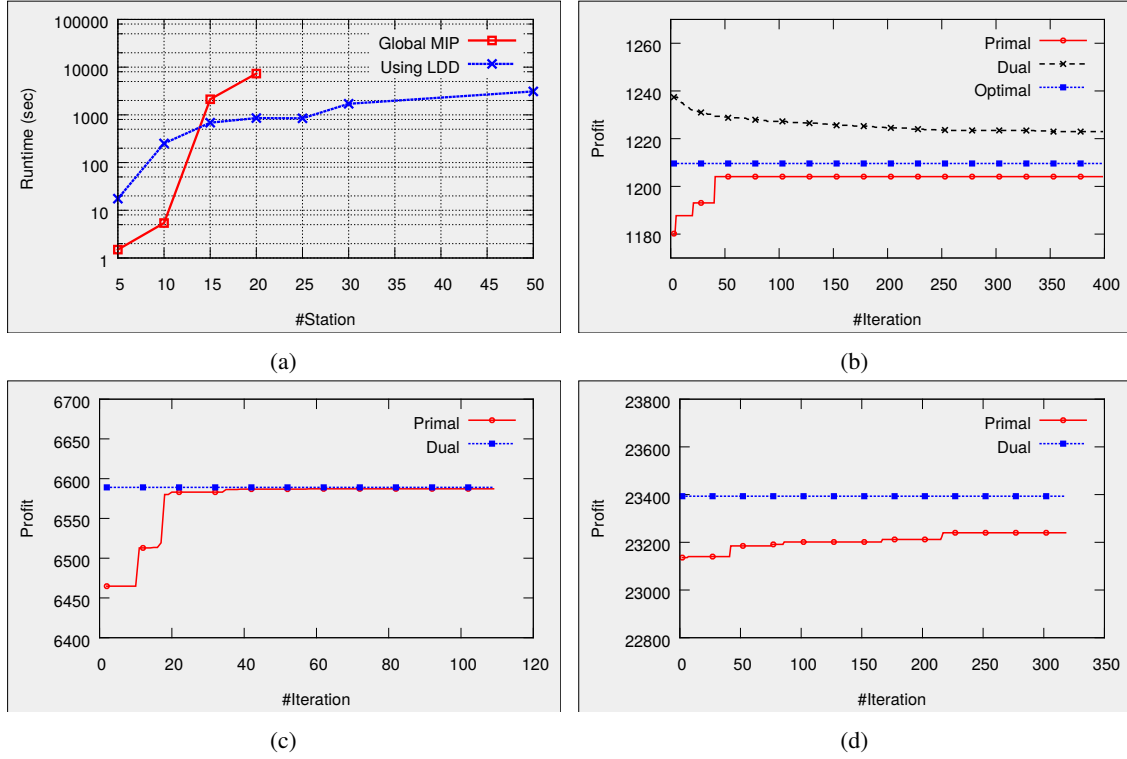 100000
10000
1000
100
10
1
Runtime (sec)
Global MIP
Using LDD
5 10 15 20 25 30 35 40 45 50
#Station
(a)
1260
1240
1220
1200
1180
Profit
Primal
Dual
Optimal
0 50 100 150 200 250 300 350 400
#Iteration
(b)
6700
6650
6600
6550
6500
6450
6400
Profit
Primal
Dual
0 20 40 60 80 100 120
#Iteration
(c)
23800
23600
23400
23200
23000
22800
Profit
Primal
Dual
0 50 100 150 200 250 300 350
#Iteration
(d)